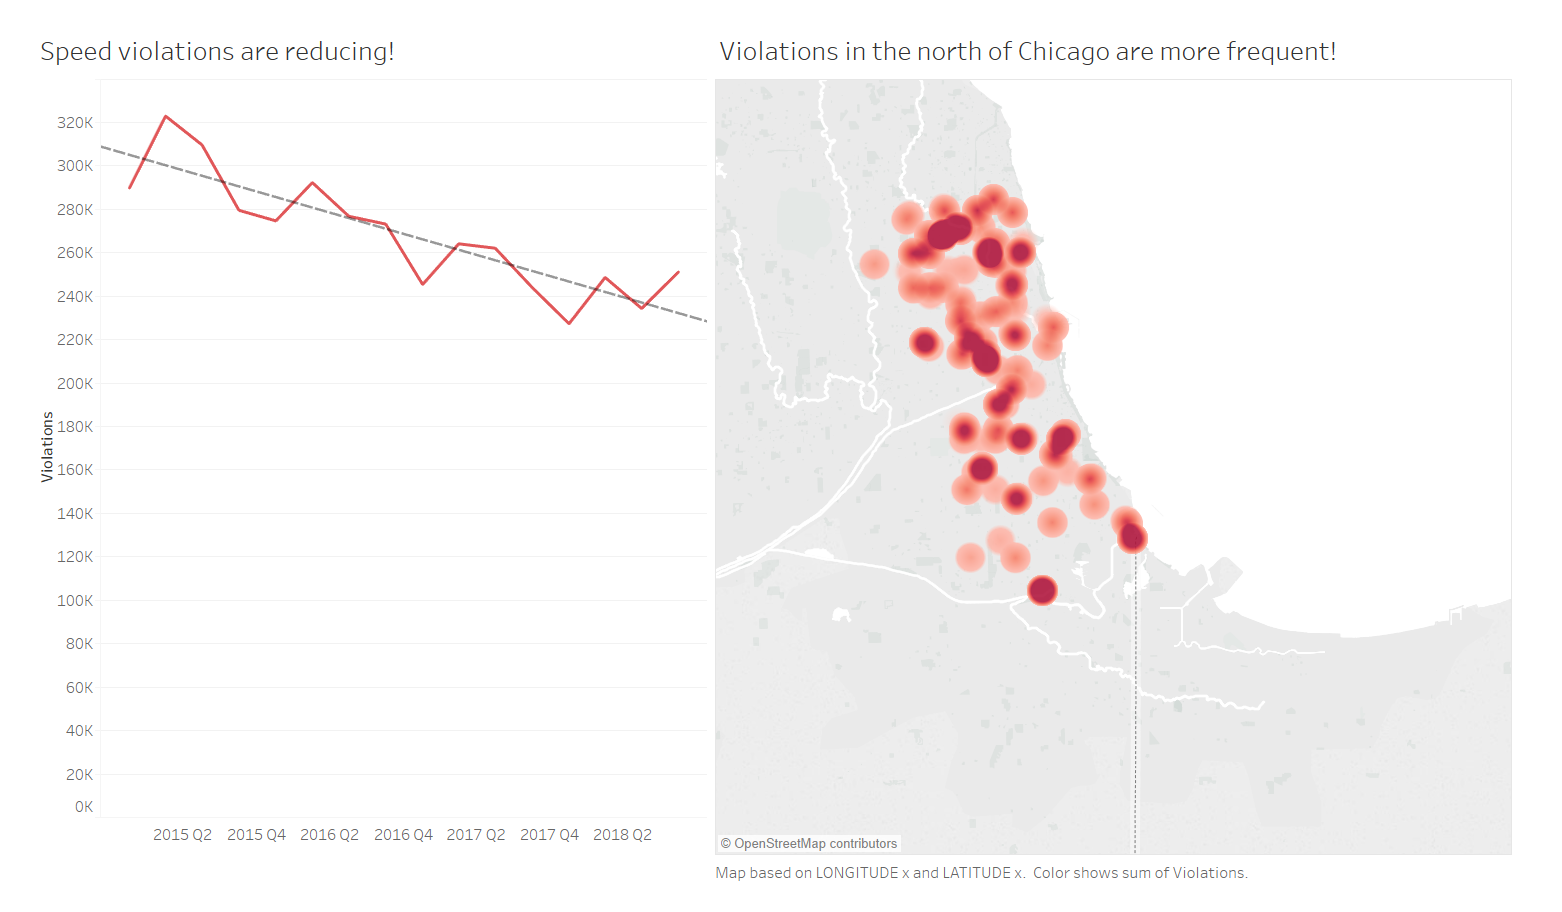 Speed violations are reducing!
Violations in the north of Chicago are more frequent!
320K
300K
280K
260K
240K
220K
200K
180K
160K
140K
120K
100K
80K
60K
40K
20K
0K
Violations
2015 Q2 2015 Q4 2016 Q2 2016 Q4 2017 Q2 2017 Q4 2018 Q2
© OpenStreetMap contributors
Map based on LONGITUDE x and LATITUDE x. Color shows sum of Violations.